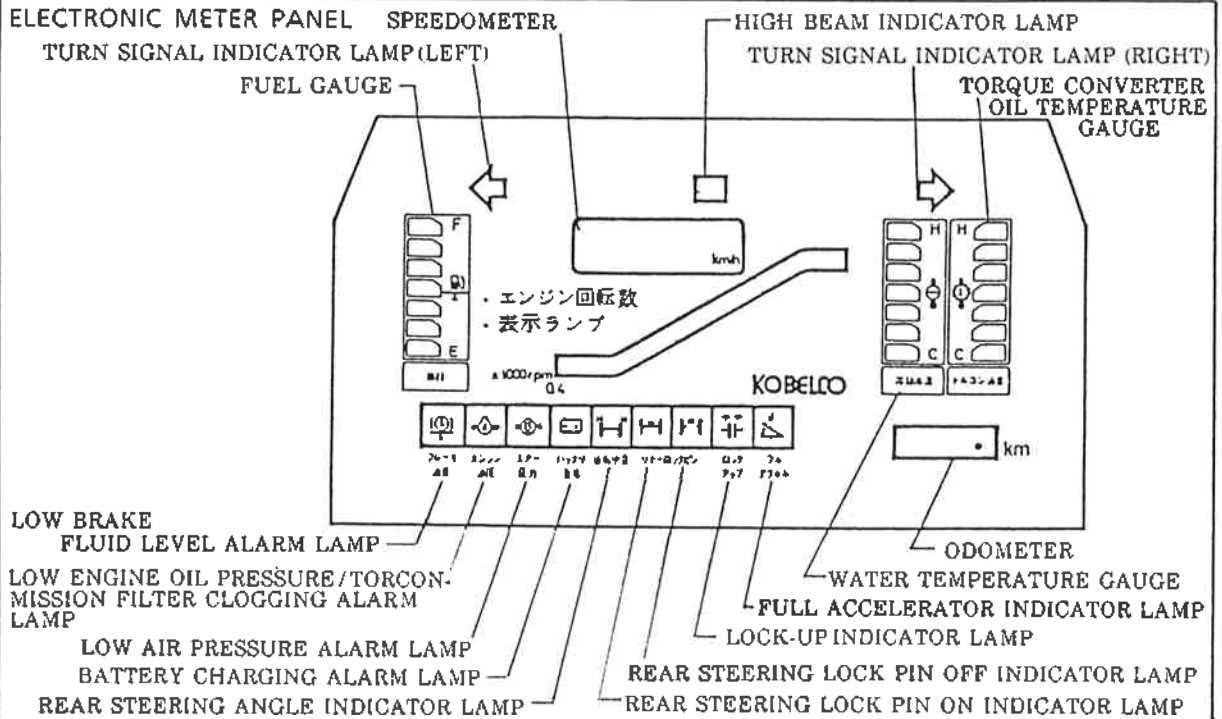 ELECTRONIC METER PANEL
SPEEDOMETER
HIGH BEAM INDICATOR LAMP
TURN SIGNAL INDICATOR LAMP (LEFT)
TURN SIGNAL INDICATOR LAMP (RIGHT)
FUEL GAUGE
TORQUE CONVERTER
OIL TEMPERATURE
GAUGE
F
E
km/h
H
H
C
C
・エンジン回転数
・表示ランプ
x 1000 rpm
0.4
KOBELCO
km
LOW BRAKE
FLUID LEVEL ALARM LAMP
LOW ENGINE OIL PRESSURE/TORCON-
MISSION FILTER CLOGGING ALARM
LAMP
LOW AIR PRESSURE ALARM LAMP
BATTERY CHARGING ALARM LAMP
REAR STEERING ANGLE INDICATOR LAMP
ODOMETER
WATER TEMPERATURE GAUGE
FULL ACCELERATOR INDICATOR LAMP
LOCK-UP INDICATOR LAMP
REAR STEERING LOCK PIN OFF INDICATOR LAMP
REAR STEERING LOCK PIN ON INDICATOR LAMP